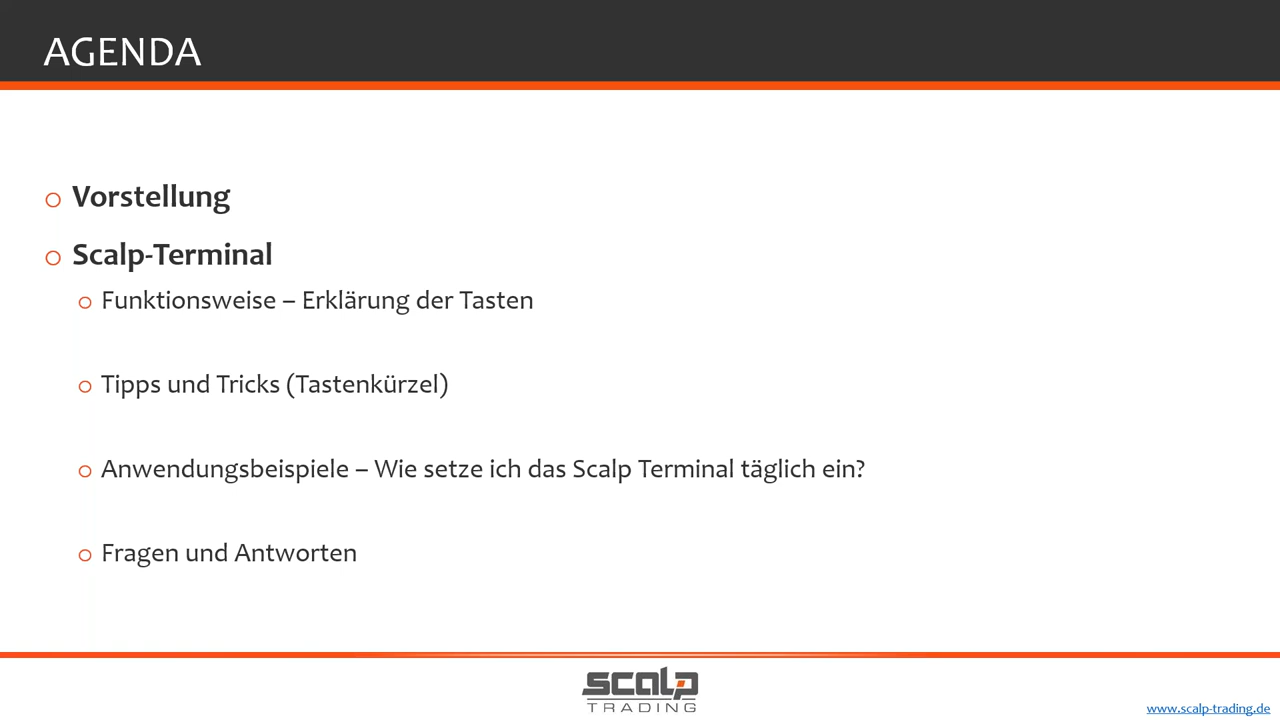 AGENDA
Vorstellung
Scalp-Terminal
Funktionsweise – Erklärung der Tasten
Tipps und Tricks (Tastenkürzel)
Anwendungsbeispiele – Wie setze ich das Scalp Terminal täglich ein?
Fragen und Antworten
scalp
TRADING
www.scalp-trading.de